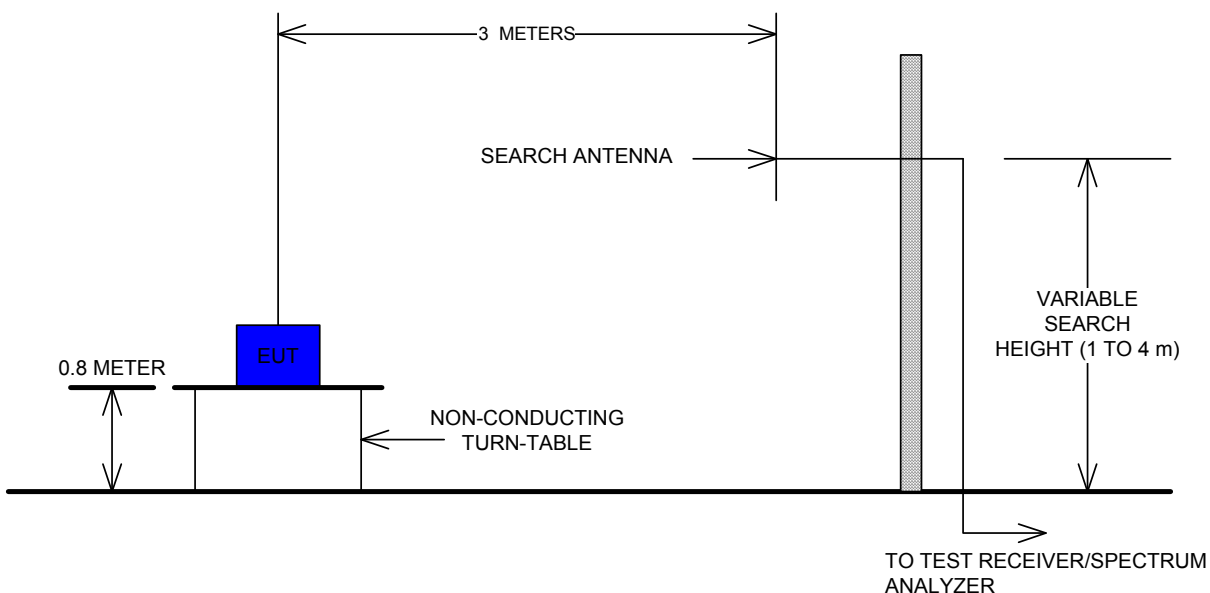 3 METERS
SEARCH ANTENNA
VARIABLE
SEARCH
HEIGHT (1 TO 4 m)
EUT
0.8 METER
NON-CONDUCTING
TURN-TABLE
TO TEST RECEIVER/SPECTRUM
ANALYZER